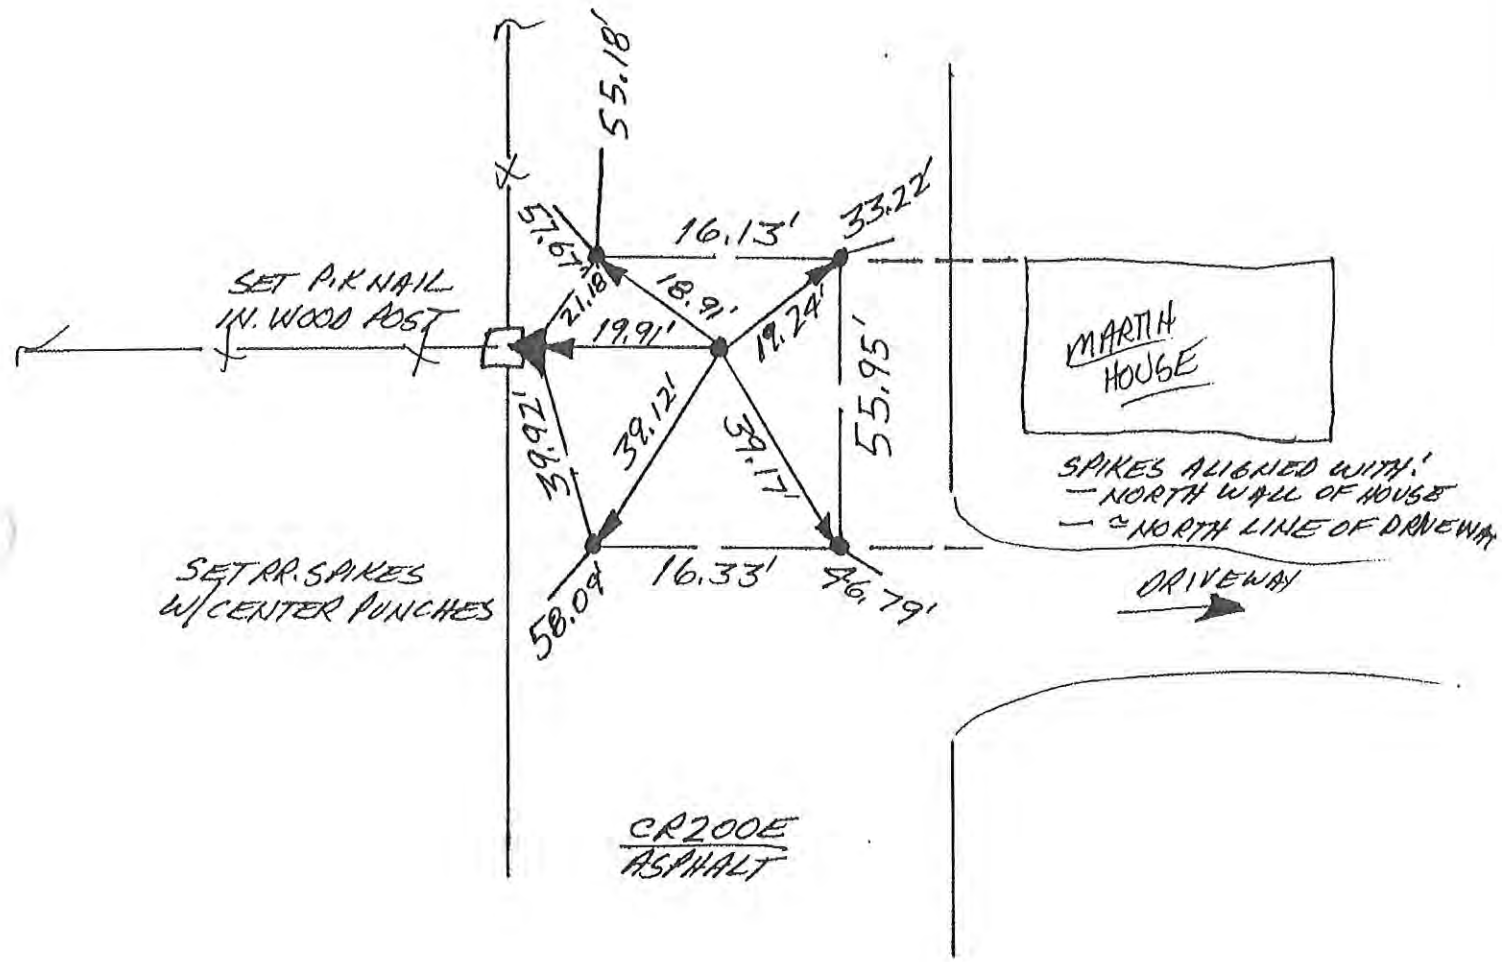 55.18'
57.67'
16.13'
33.22'
SET P.K NAIL
IN. WOOD POST
21.18'
18.91'
19.91'
19.24'
MARTH
HOUSE
39.92'
39.12'
39.17'
55.95'
SPIKES ALIGNED WITH:
— NORTH WALL OF HOUSE
— ≈ NORTH LINE OF DRIVEWAY
SET RR. SPIKES
W/CENTER PUNCHES
58.09'
16.33'
46.79'
DRIVEWAY
CR200E
ASPHALT